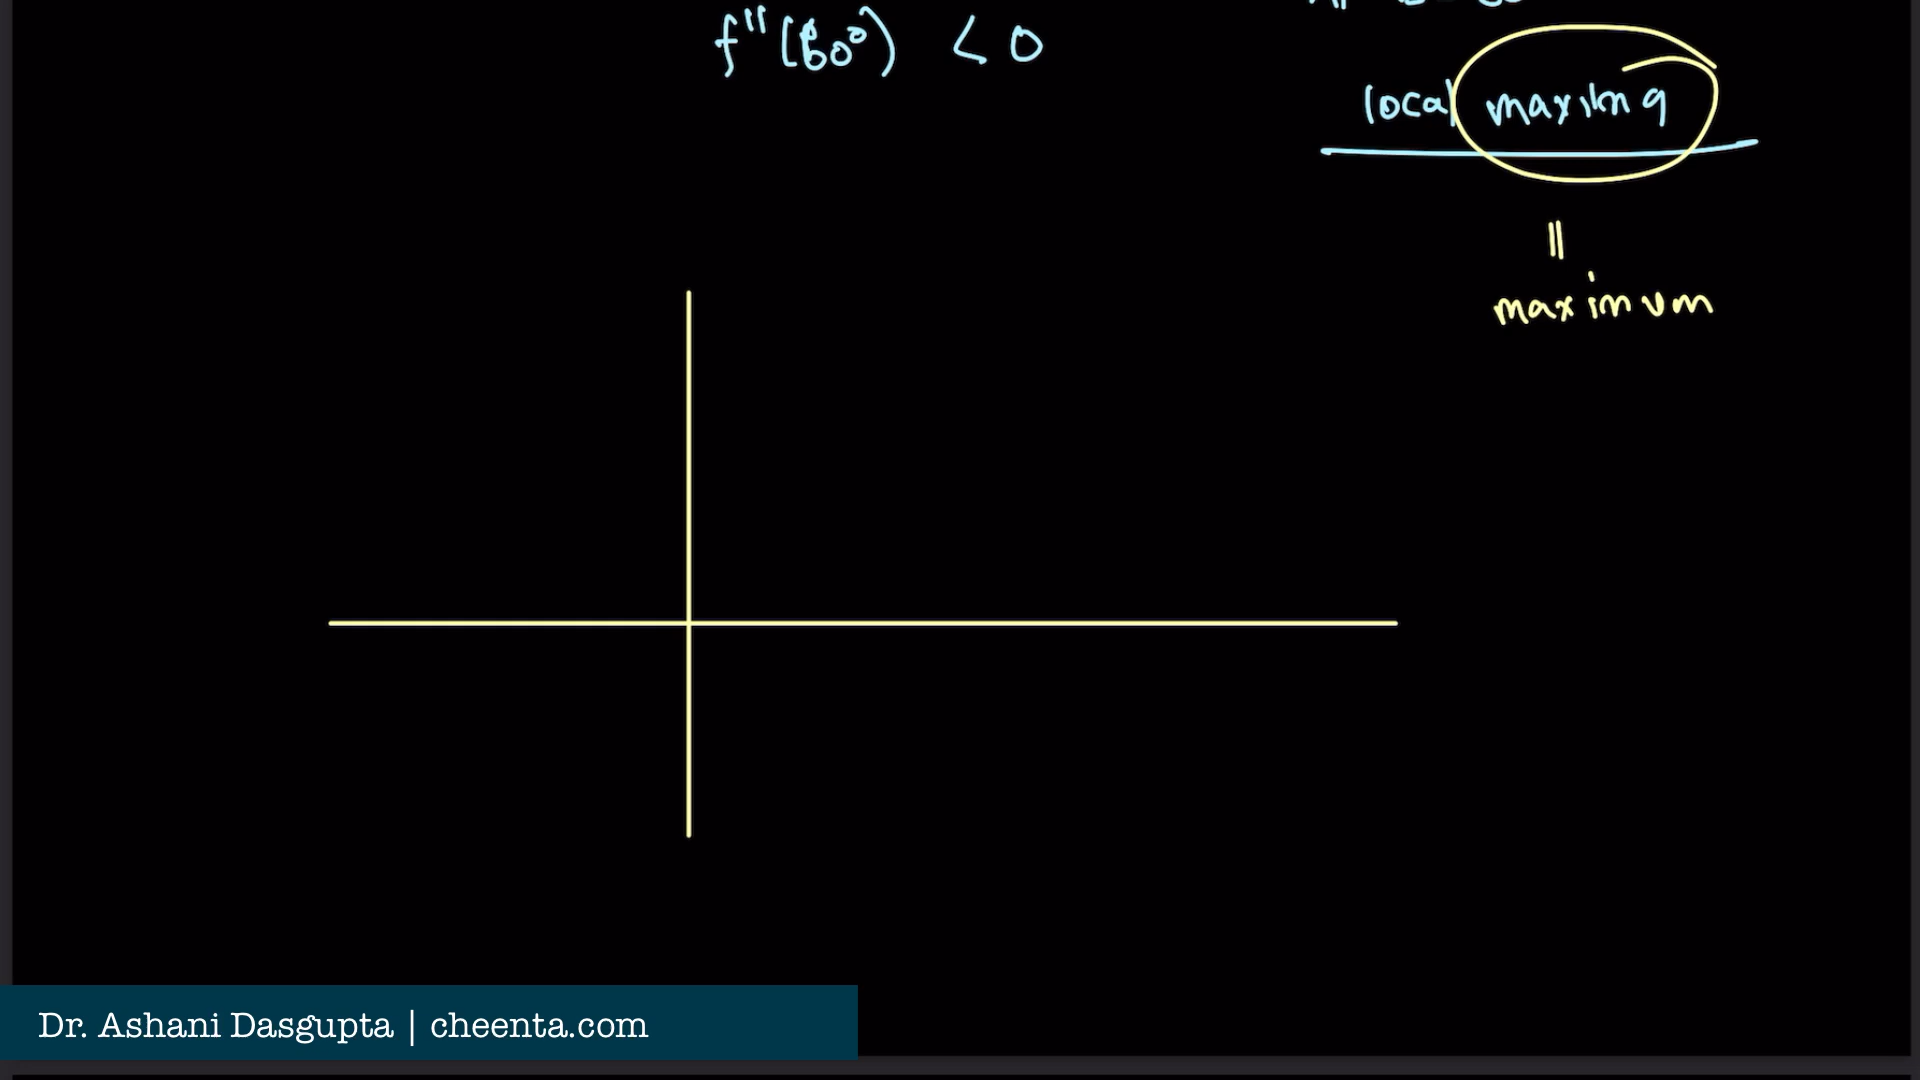 f''(60°) < 0
local maxima
||
maximum
Dr. Ashani Dasgupta | cheenta.com